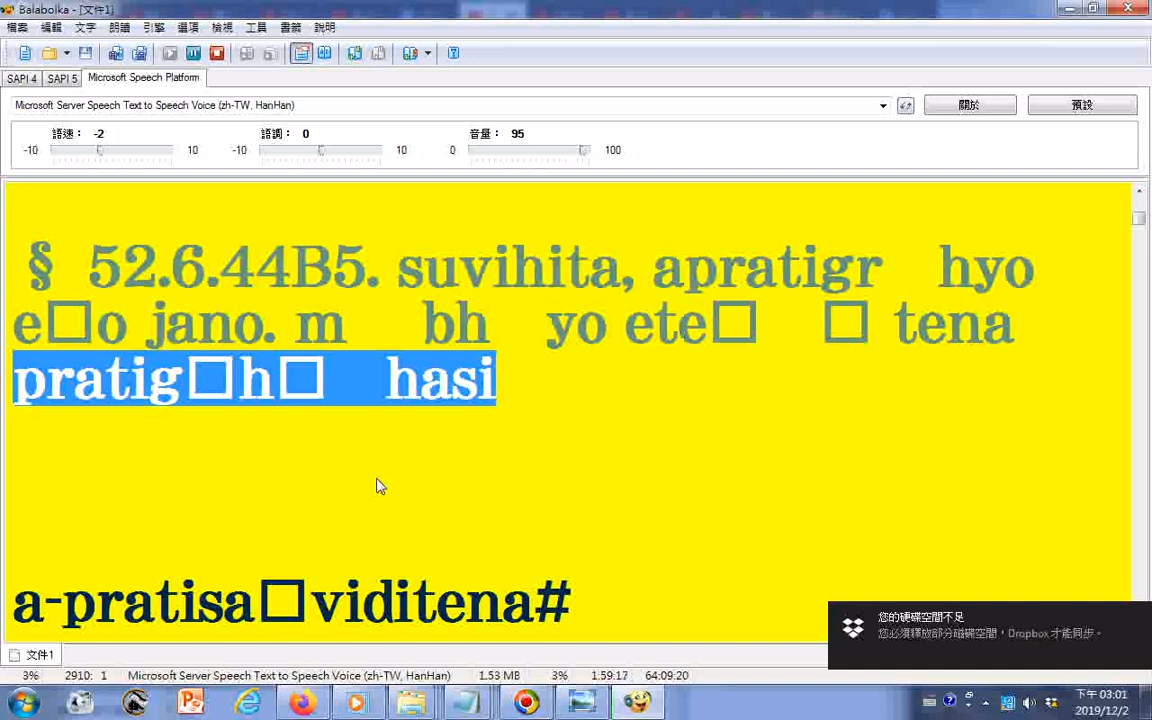 Balabolka - [文件1]
檔案 編輯 文字 朗讀 引擎 選項 檢視 工具 書籤 說明
SAPI 4 SAPI 5 Microsoft Speech Platform
Microsoft Server Speech Text to Speech Voice (zh-TW, HanHan) 關於 預設
語速： -2 語調： 0 音量： 95
-10 10 -10 10 0 100
§ 52.6.44B5. suvihita, apratigr hyo
e□o jano. m bh yo ete□ □ tena
pratig□h□ hasi
a-pratisa□viditena#
您的硬碟空間不足
您必須釋放部分磁碟空間，Dropbox 才能同步。
文件1
3% 2910: 1 Microsoft Server Speech Text to Speech Voice (zh-TW, HanHan) 1.53 MB 3% 1:59:17 64:09:20
下午 03:01
2019/12/2